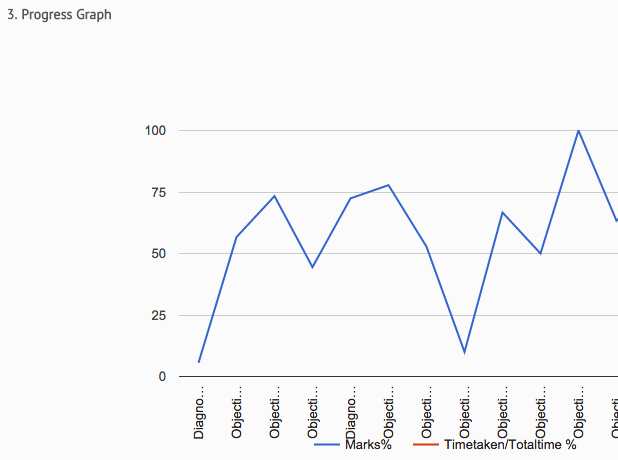 3. Progress Graph
100
75
50
25
0
Diagno...
Objecti...
Objecti...
Objecti...
Diagno...
Objecti...
Objecti...
Objecti...
Objecti...
Objecti...
Objecti...
Marks%
Timetaken/Totaltime %